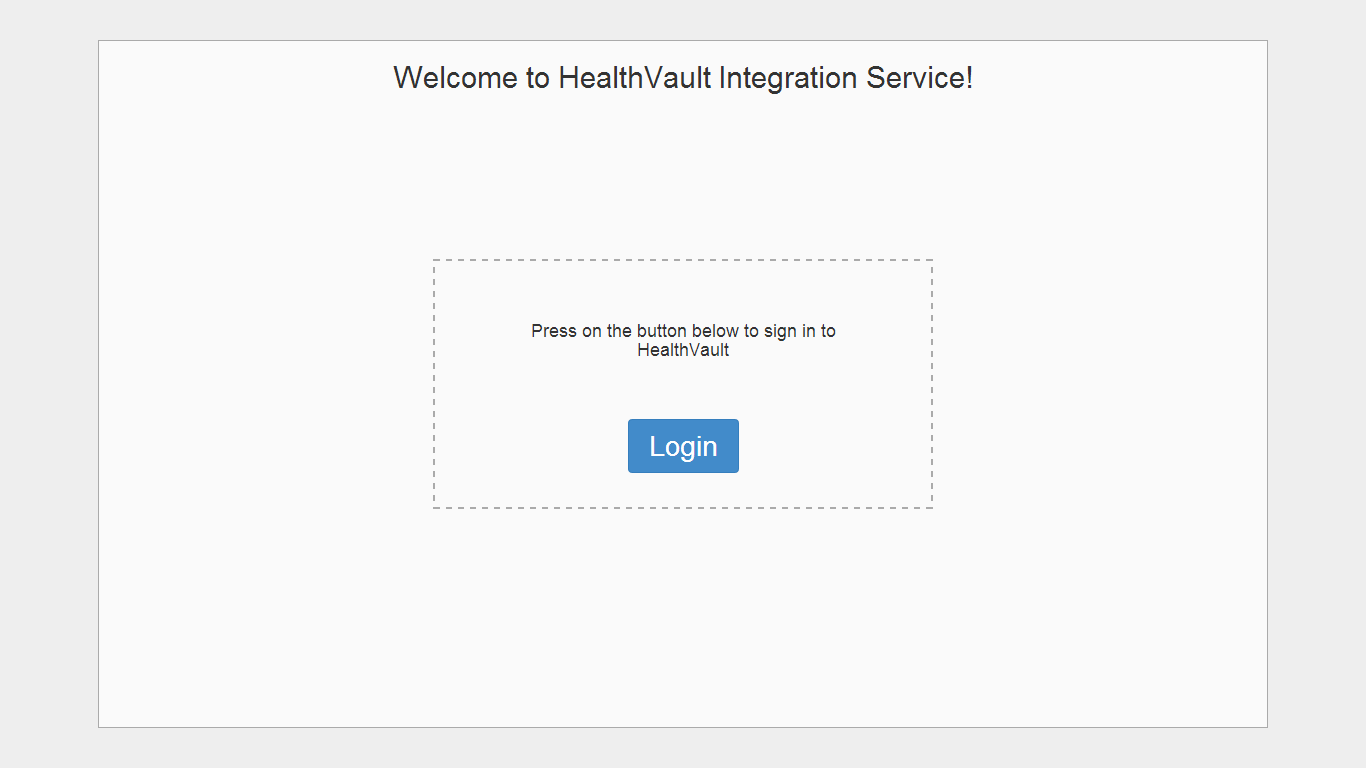 Welcome to HealthVault Integration Service!
Press on the button below to sign in to
HealthVault
Login